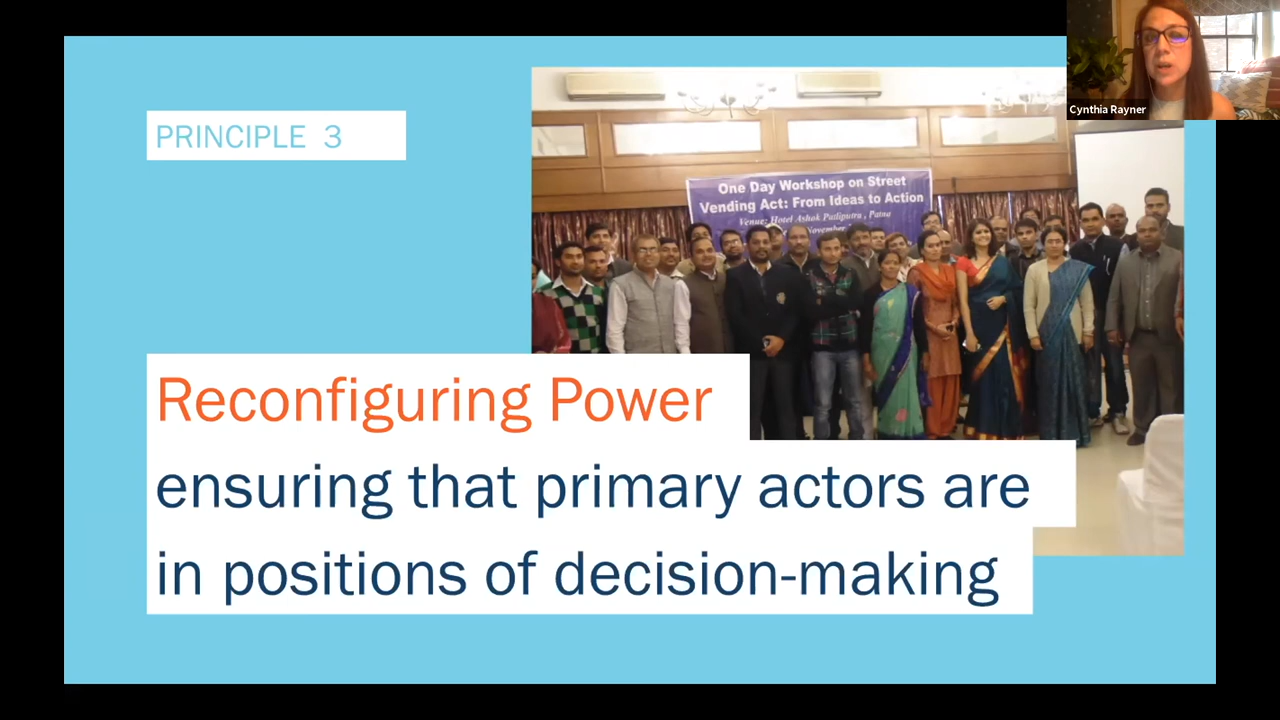 PRINCIPLE 3
Cynthia Rayner
One Day Workshop on Street
Vending Act: From Ideas to Action
Venue: Hotel Ashok Patliputra, Patna
November
Reconfiguring Power
ensuring that primary actors are
in positions of decision-making